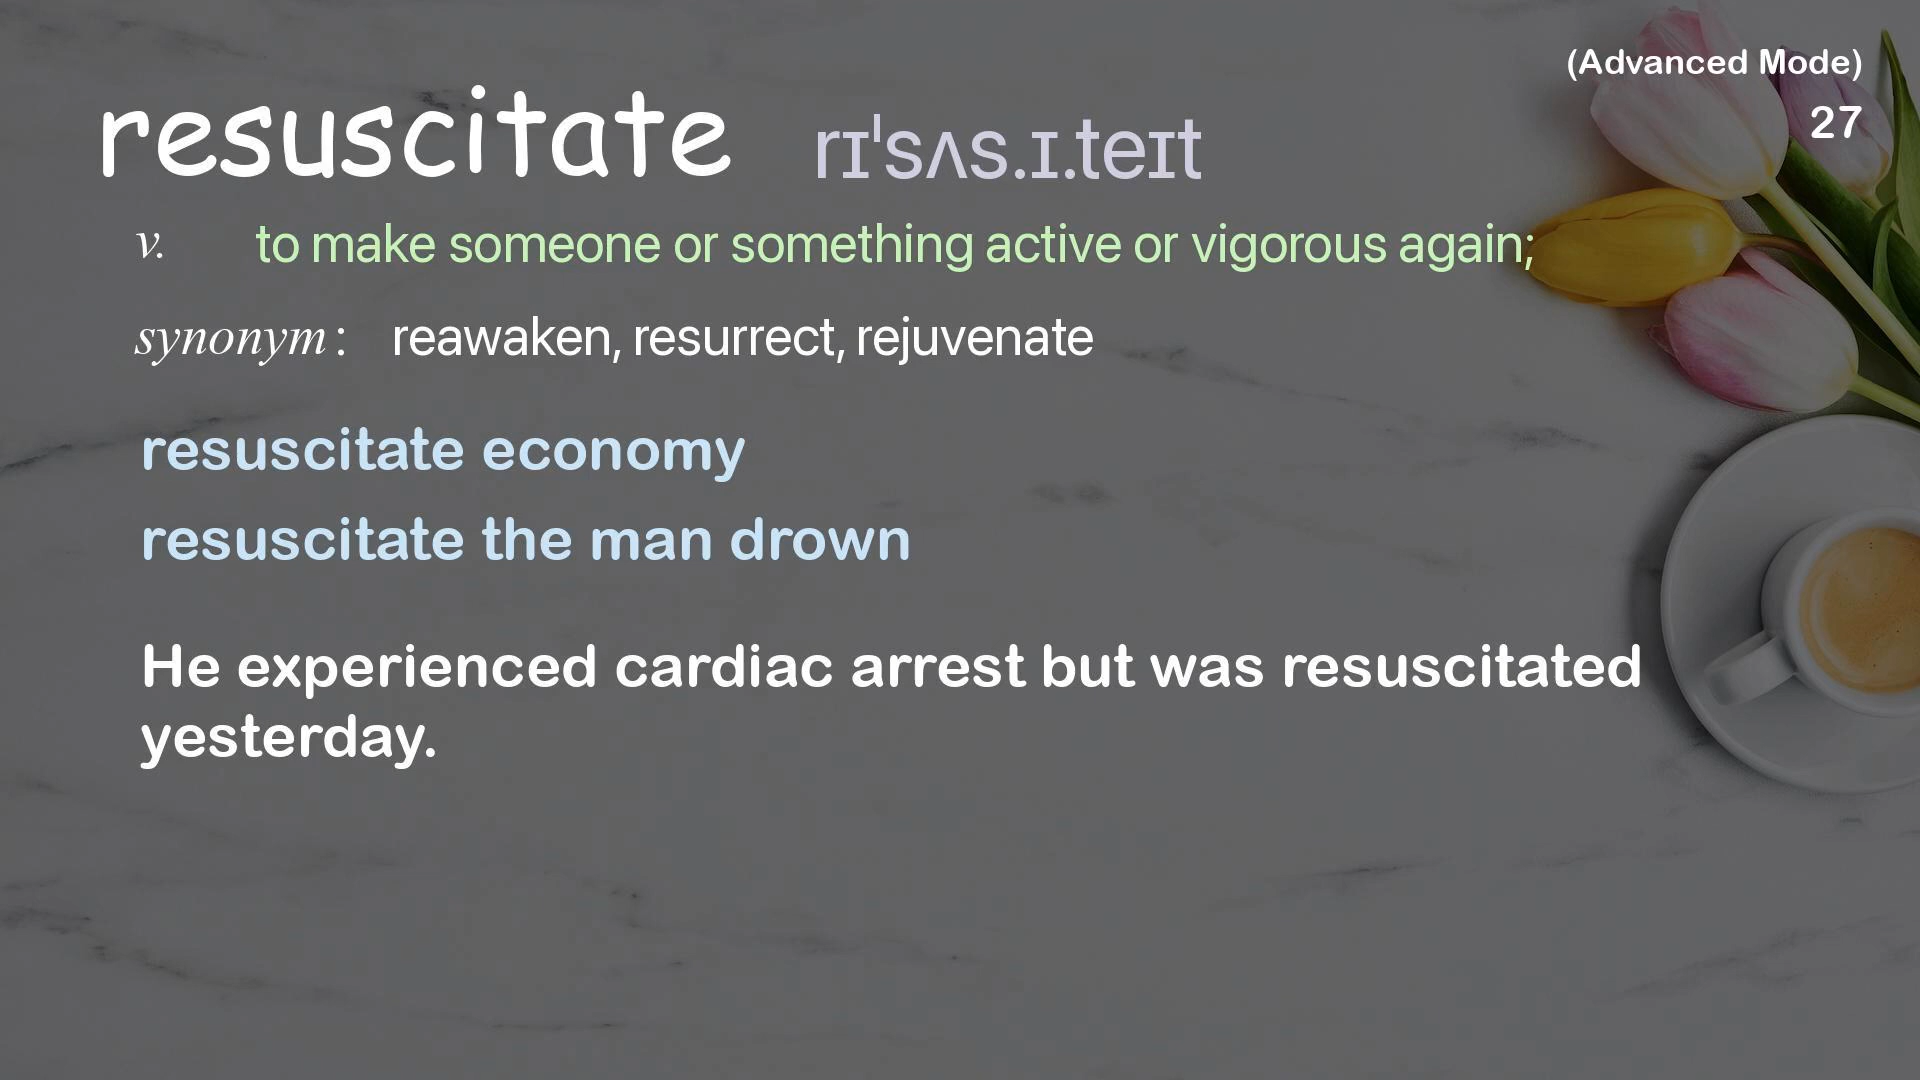 (Advanced Mode)
27
resuscitate rɪˈsʌs.ɪ.teɪt
v. to make someone or something active or vigorous again;
synonym : reawaken, resurrect, rejuvenate
resuscitate economy
resuscitate the man drown
He experienced cardiac arrest but was resuscitated
yesterday.